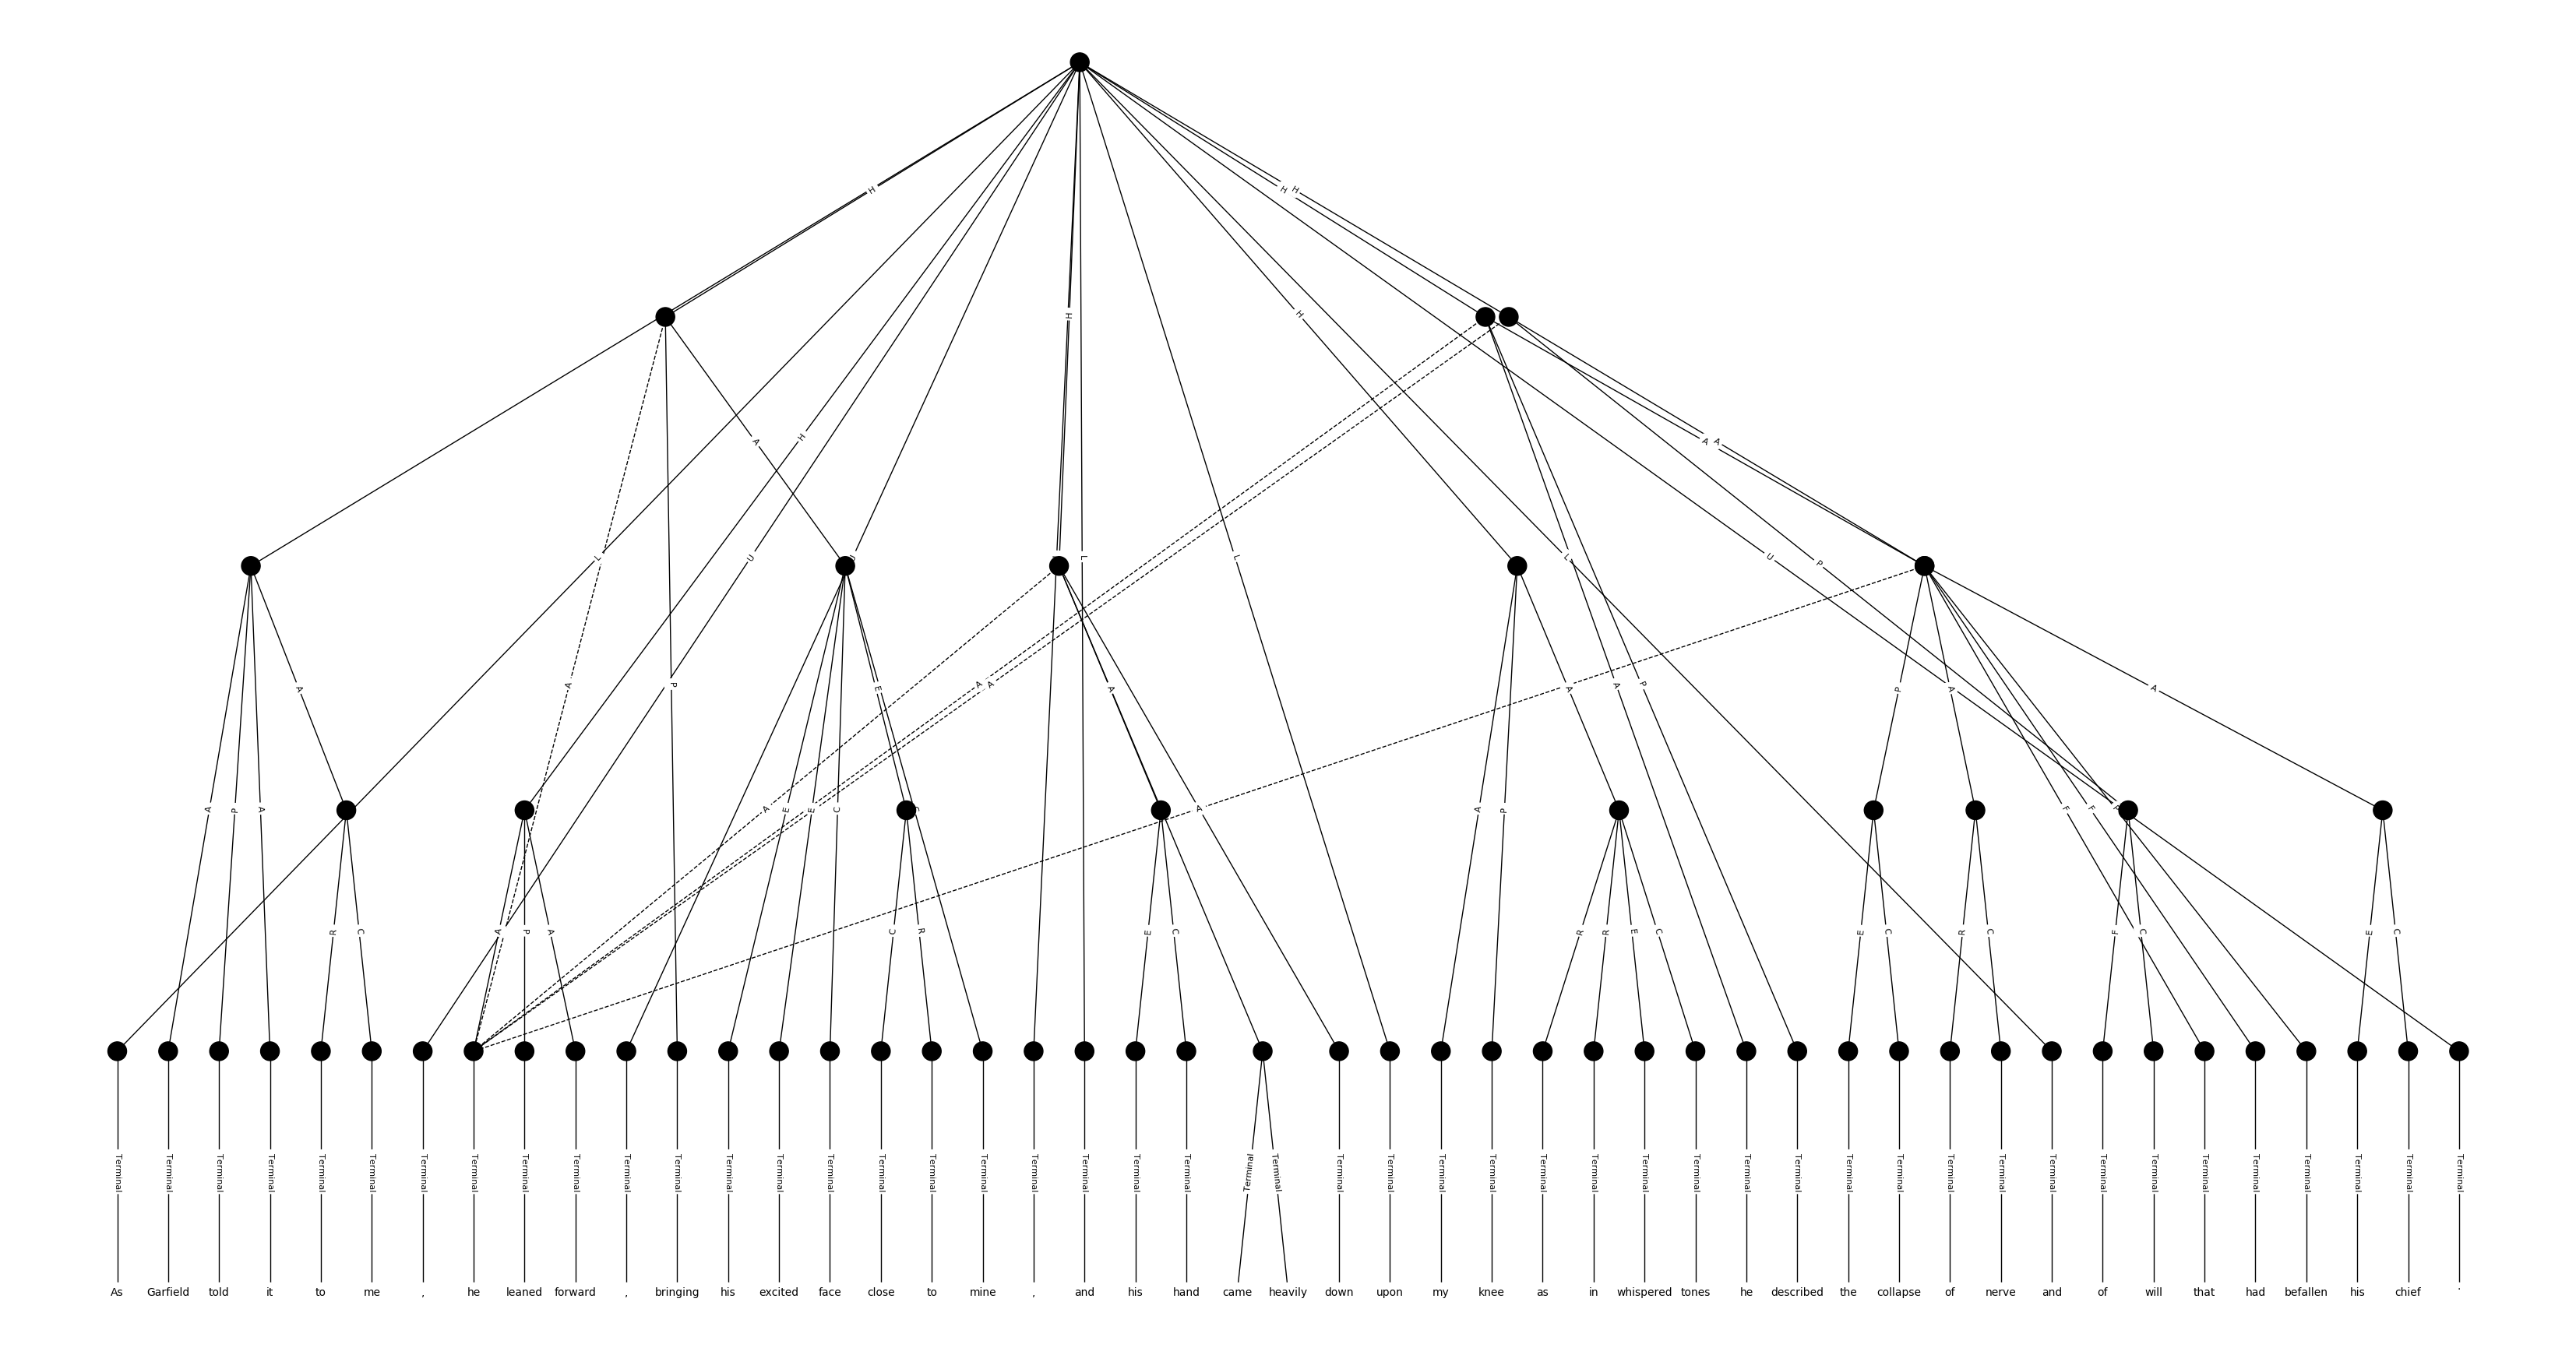 H H H
H H
A H A A
L U U L L L U P
A P A P
A E A A A P A A
A P A A A E E C C A A P F F P
R C A P A C R E C R R E C E C R C F C E C
Terminal Terminal Terminal Terminal Terminal Terminal Terminal Terminal Terminal Terminal Terminal Terminal Terminal Terminal Terminal Terminal Terminal Terminal Terminal Terminal Terminal Terminal Terminal Terminal Terminal Terminal Terminal Terminal Terminal Terminal Terminal Terminal Terminal Terminal Terminal Terminal Terminal Terminal Terminal Terminal Terminal Terminal Terminal Terminal Terminal Terminal Terminal
As Garfield told it to me , he leaned forward , bringing his excited face close to mine , and his hand came heavily down upon my knee as in whispered tones he described the collapse of nerve and of will that had befallen his chief .